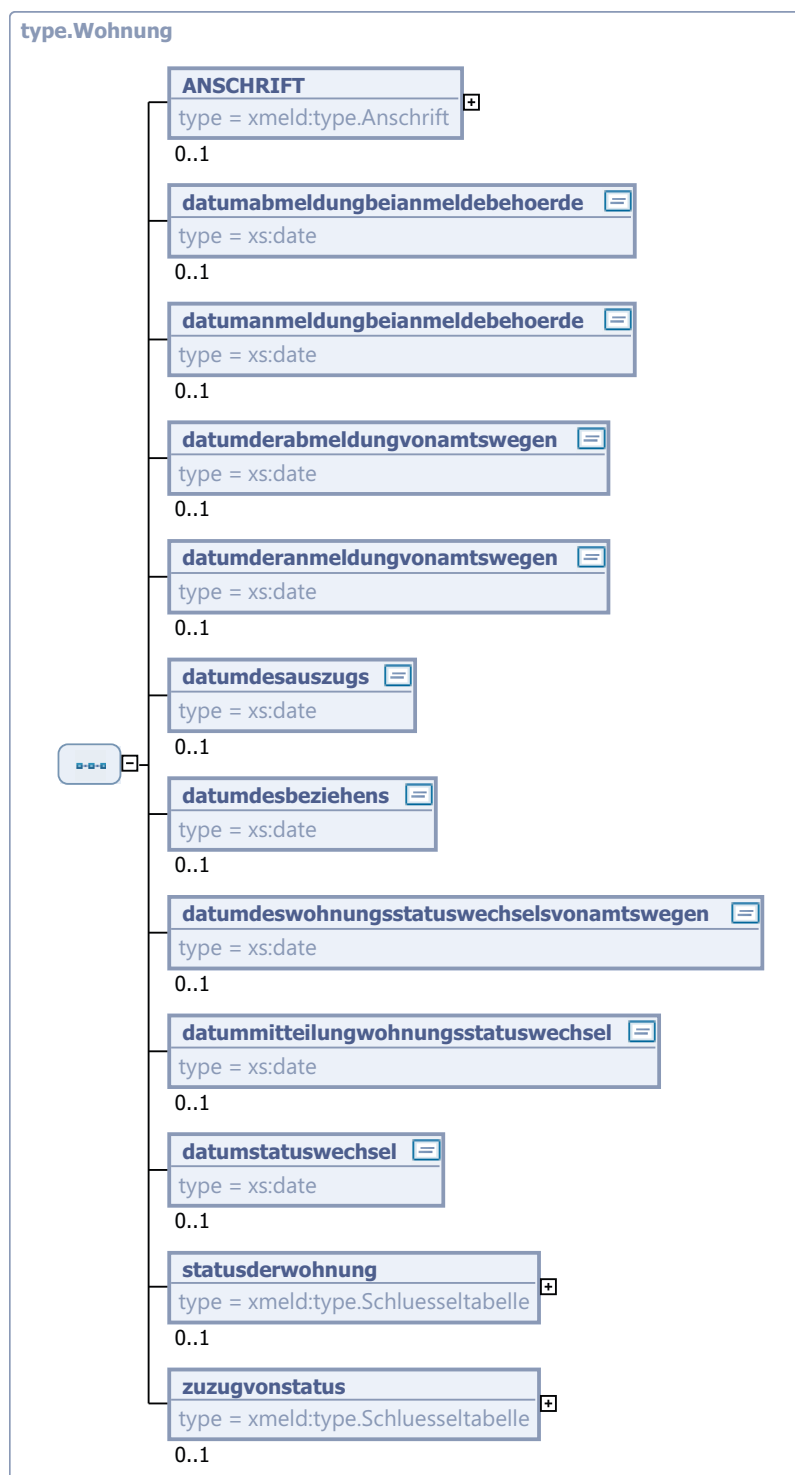 type.Wohnung
ANSCHRIFT
type = xmeld:type.Anschrift
0..1
datumabmeldungbeianmeldebehoerde
type = xs:date
0..1
datumanmeldungbeianmeldebehoerde
type = xs:date
0..1
datumderabmeldungvonamtswegen
type = xs:date
0..1
datumderanmeldungvonamtswegen
type = xs:date
0..1
datumdesauszugs
type = xs:date
0..1
datumdesbeziehens
type = xs:date
0..1
datumdeswohnungsstatuswechselsvonamtswegen
type = xs:date
0..1
datummitteilungwohnungsstatuswechsel
type = xs:date
0..1
datumstatuswechsel
type = xs:date
0..1
statusderwohnung
type = xmeld:type.Schluesseltabelle
0..1
zuzugvonstatus
type = xmeld:type.Schluesseltabelle
0..1